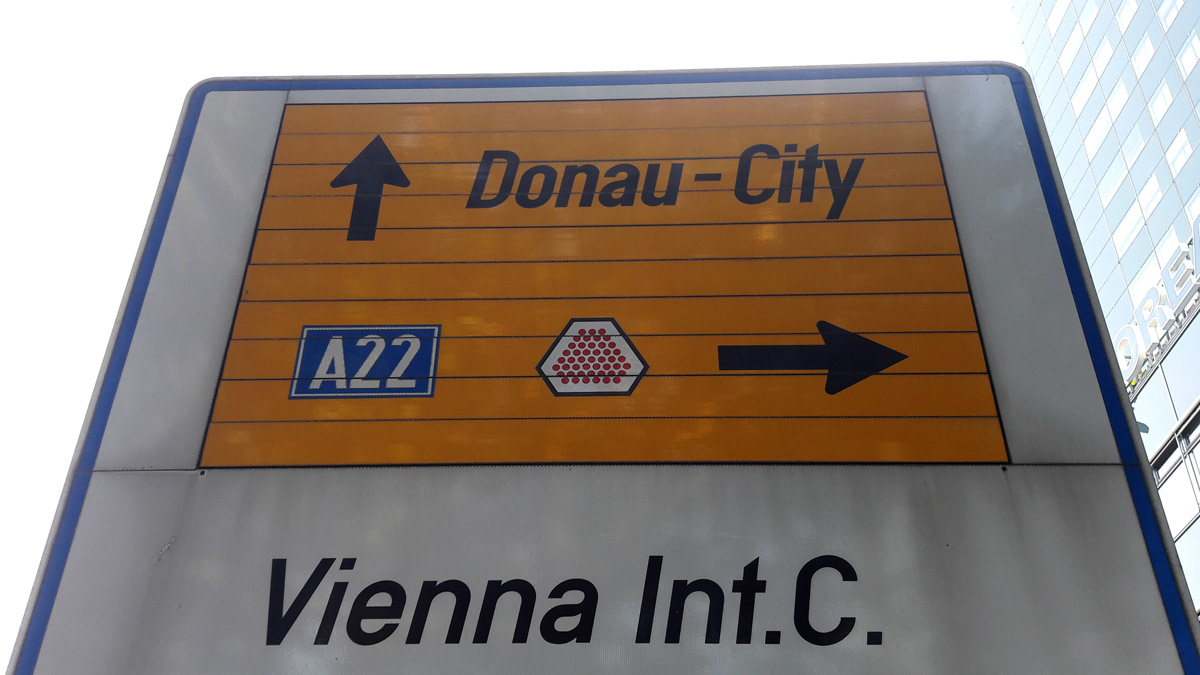 Donau-City
A22
Vienna Int.C.